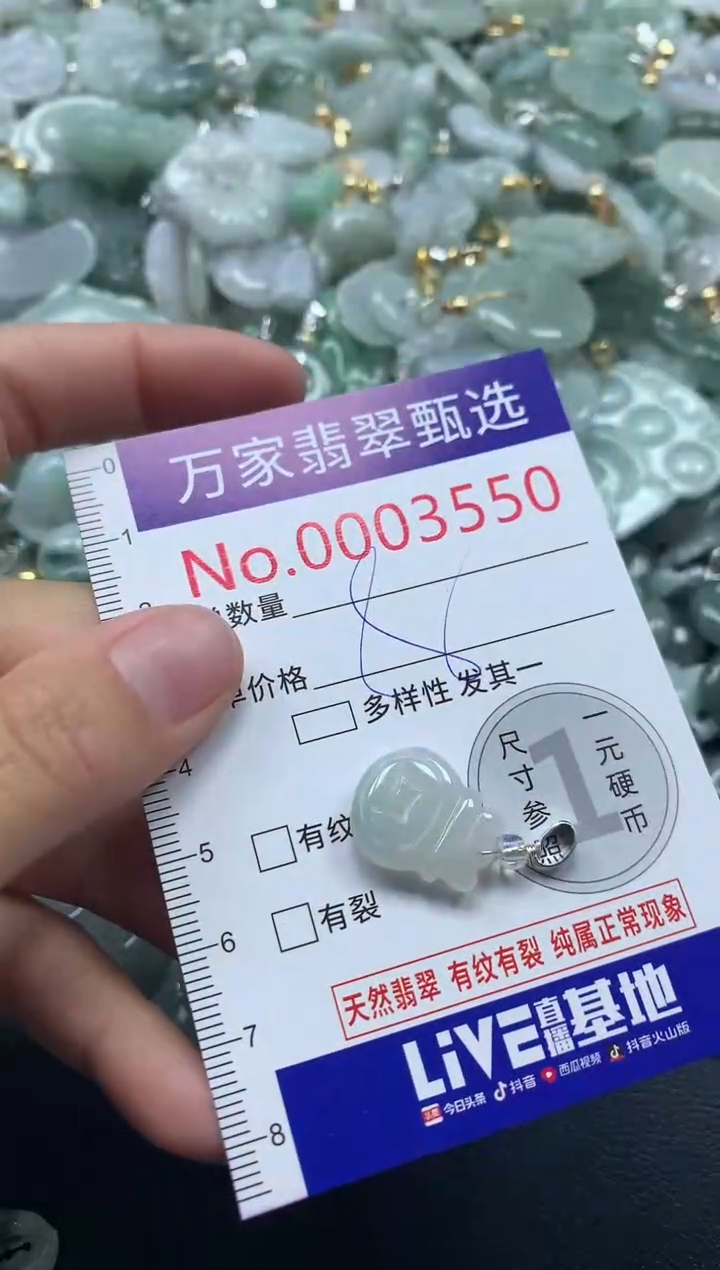 万家翡翠甄选
No.0003550
数量
价格
多样性 发其一
尺寸参照
一元硬币
1
有纹
有裂
天然翡翠 有纹有裂 纯属正常现象
LiVE直播基地
头条 今日头条 抖音 西瓜视频 抖音火山版
0
1
4
5
6
7
8